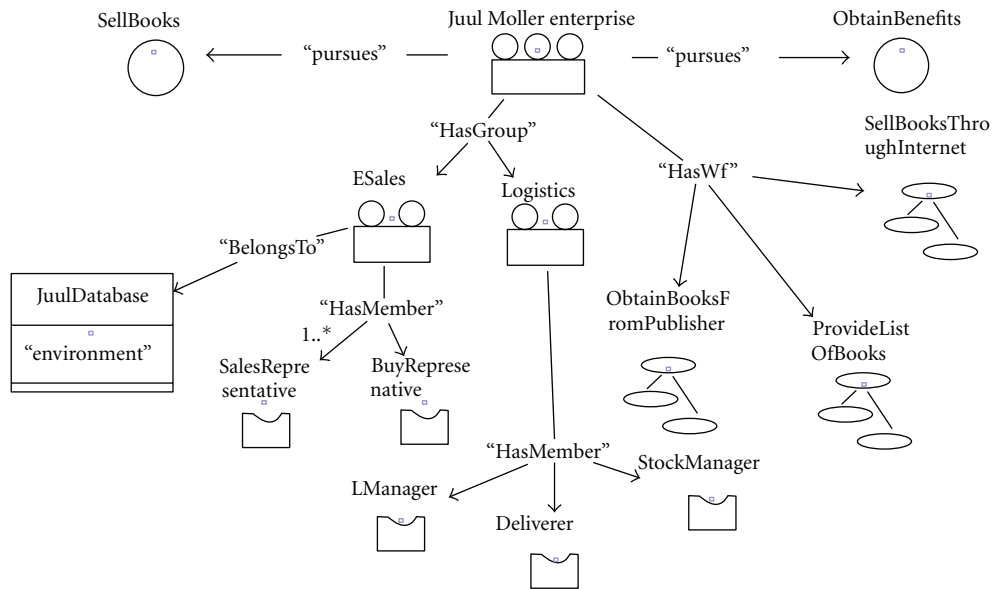 SellBooks
Juul Moller enterprise
ObtainBenefits
“pursues”
“pursues”
“HasGroup”
SellBooksThro
ughInternet
“HasWf”
ESales
Logistics
“BelongsTo”
JuulDatabase
“environment”
“HasMember”
1..*
SalesRepre
sentative
BuyReprese
native
ObtainBooksF
romPublisher
ProvideList
OfBooks
“HasMember”
StockManager
LManager
Deliverer